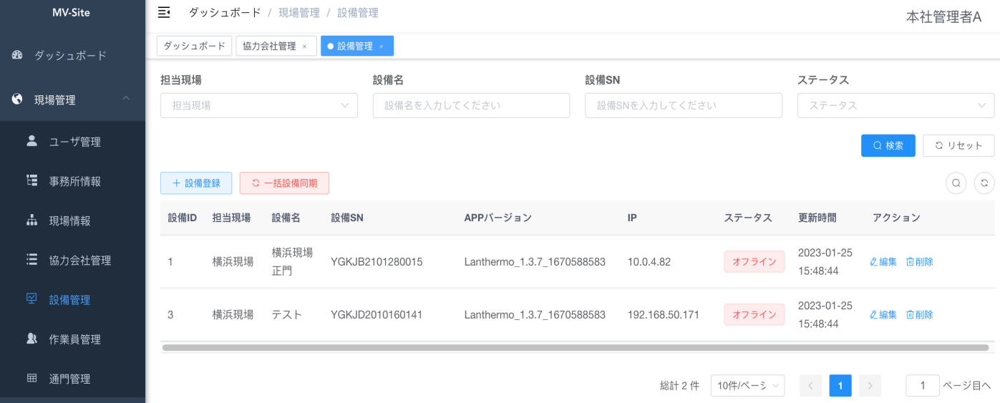 MV-Site
ダッシュボード
現場管理
ユーザ管理
事務所情報
現場情報
協力会社管理
設備管理
作業員管理
通門管理
ダッシュボード / 現場管理 / 設備管理
本社管理者A
ダッシュボード 協力会社管理 × 設備管理 ×
担当現場 設備名 設備SN ステータス
担当現場 設備名を入力してください 設備SNを入力してください ステータス
検索 リセット
設備登録 一括設備同期
設備ID 担当現場 設備名 設備SN APPバージョン IP ステータス 更新時間 アクション
1 横浜現場 横浜現場正門 YGKJB2101280015 Lanthermo_1.3.7_1670588583 10.0.4.82 オフライン 2023-01-25 15:48:44 編集 削除
3 横浜現場 テスト YGKJD2010160141 Lanthermo_1.3.7_1670588583 192.168.50.171 オフライン 2023-01-25 15:48:44 編集 削除
総計 2 件 10件/ページ 1 1 ページ目へ